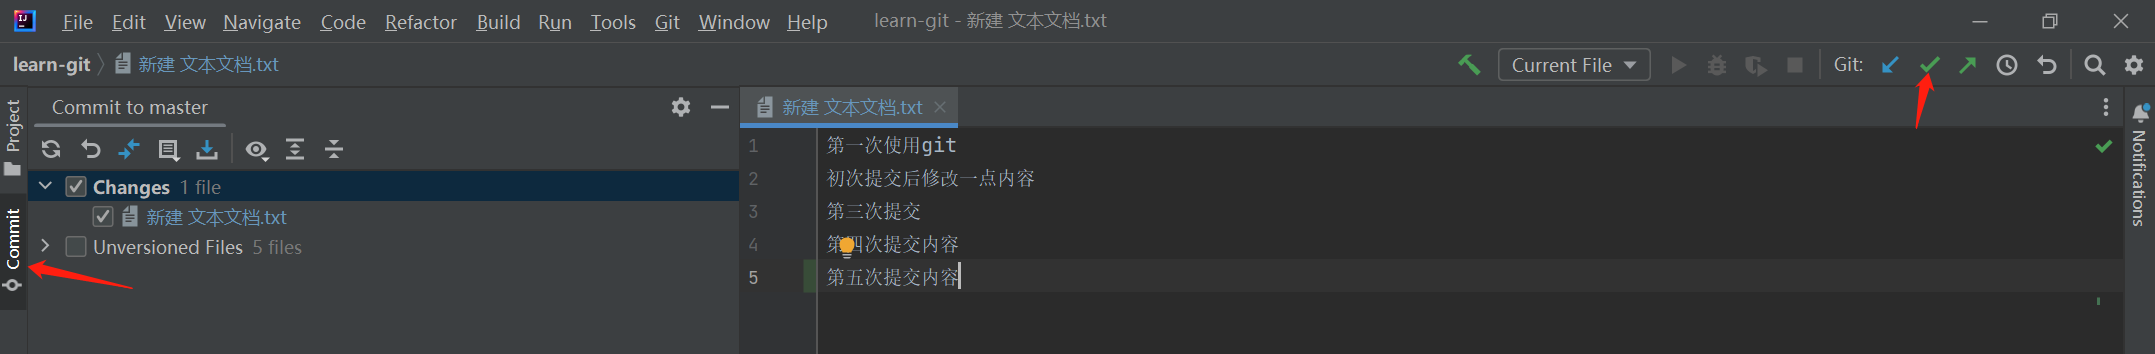 File Edit View Navigate Code Refactor Build Run Tools Git Window Help learn-git - 新建 文本文档.txt
learn-git 新建 文本文档.txt Current File Git:
Project
Commit
Commit to master
Changes 1 file
新建 文本文档.txt
Unversioned Files 5 files
新建 文本文档.txt
1 第一次使用git
2 初次提交后修改一点内容
3 第三次提交
4 第四次提交内容
5 第五次提交内容
Notifications